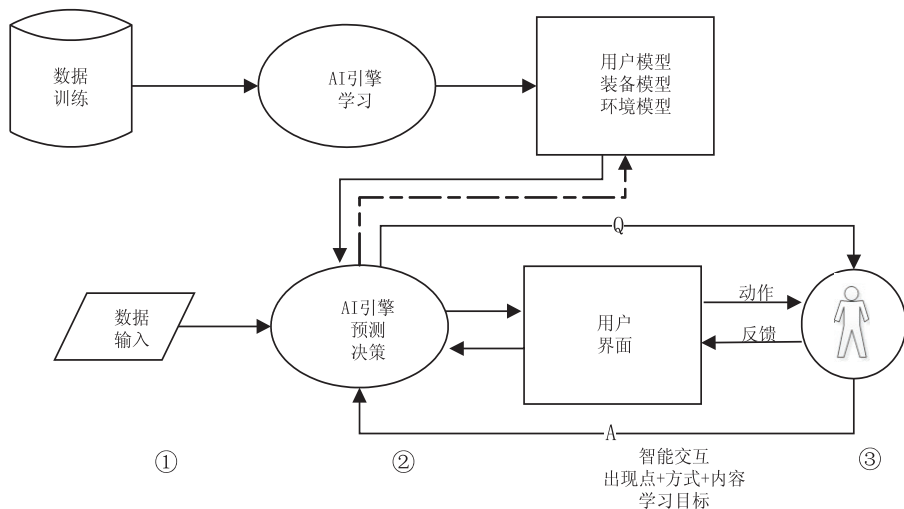 数据
训练
AI引擎
学习
用户模型
装备模型
环境模型
Q
数据
输入
AI引擎
预测
决策
用户
界面
动作
反馈
A
①
②
③
智能交互
出现点+方式+内容
学习目标